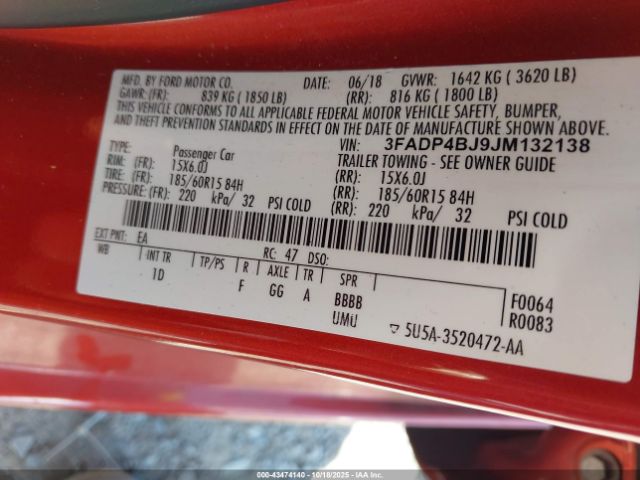 MFD. BY FORD MOTOR CO. DATE: 06/18 GVWR: 1642 KG ( 3620 LB)
GAWR: (FR): 839 KG ( 1850 LB) (RR): 816 KG ( 1800 LB)
THIS VEHICLE CONFORMS TO ALL APPLICABLE FEDERAL MOTOR VEHICLE SAFETY, BUMPER,
AND THEFT PREVENTION STANDARDS IN EFFECT ON THE DATE OF MANUFACTURE SHOWN ABOVE.
VIN: 3FADP4BJ9JM132138
TYPE: Passenger Car TRAILER TOWING - SEE OWNER GUIDE
RIM: (FR): 15X6.0J (RR): 15X6.0J
TIRE: (FR): 185/60R15 84H (RR): 185/60R15 84H
PRESSURE: (FR): 220 kPa/ 32 PSI COLD (RR): 220 kPa/ 32 PSI COLD
EXT PNT: EA RC: 47 DSO:
WB INT TR TP/PS R AXLE TR SPR
1D F GG A BBBB F0064
UMU R0083
5U5A-3520472-AA
000-43474140 | 10/18/2025 | IAA Holdings, LLC